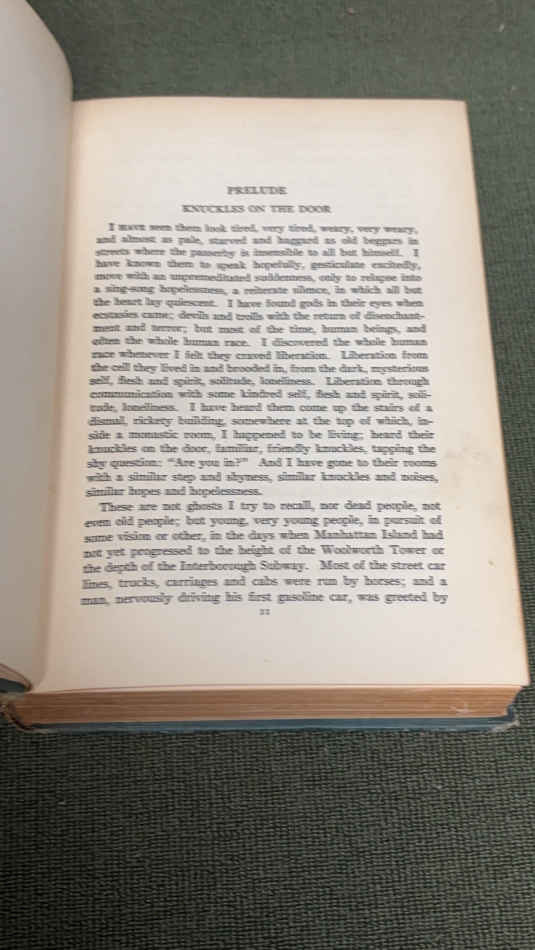 PRELUDE
KNUCKLES ON THE DOOR
I HAVE seen them look tired, very tired, weary, very weary,
and almost as pale, starved and haggard as old beggars in
streets where the passerby is insensible to all but himself. I
have known them to speak hopefully, gesticulate excitedly,
move with an unpremeditated suddenness, only to relapse into
a sing-song hopelessness, a reiterate silence, in which all but
the heart lay quiescent. I have found gods in their eyes when
ecstasies came; devils and trolls with the return of disenchant-
ment and terror; but most of the time, human beings, and
often the whole human race. I discovered the whole human
race whenever I felt they craved liberation. Liberation from
the cell they lived in and brooded in, from the dark, mysterious
self, flesh and spirit, solitude, loneliness. Liberation through
communication with some kindred self, flesh and spirit, soli-
tude, loneliness. I have heard them come up the stairs of a
dismal, rickety building, somewhere at the top of which, in-
side a monastic room, I happened to be living; heard their
knuckles on the door, familiar, friendly knuckles, tapping the
shy question: "Are you in?" And I have gone to their rooms
with a similar step and shyness, similar knuckles and noises,
similar hopes and hopelessness.
These are not ghosts I try to recall, nor dead people, not
even old people; but young, very young people, in pursuit of
some vision or other, in the days when Manhattan Island had
not yet progressed to the height of the Woolworth Tower or
the depth of the Interborough Subway. Most of the street car
lines, trucks, carriages and cabs were run by horses; and a
man, nervously driving his first gasoline car, was greeted by
11